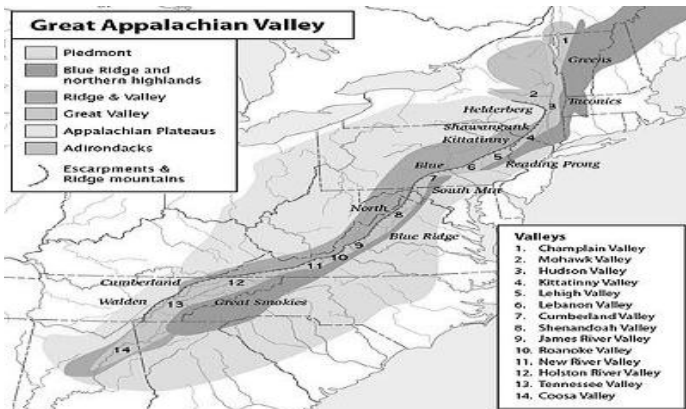 Great Appalachian Valley
Piedmont
Blue Ridge and
northern highlands
Ridge & Valley
Great Valley
Appalachian Plateaus
Adirondacks
Escarpments &
Ridge mountains
1
Greens
2
3
Taconics
Helderberg
Shawangunk
4
Kittatinny
5
Reading Prong
Blue
6
7
South Mtn
North
8
Blue Ridge
9
10
11
Cumberland
12
Walden
13
Great Smokies
14
Valleys
1. Champlain Valley
2. Mohawk Valley
3. Hudson Valley
4. Kittatinny Valley
5. Lehigh Valley
6. Lebanon Valley
7. Cumberland Valley
8. Shenandoah Valley
9. James River Valley
10. Roanoke Valley
11. New River Valley
12. Holston River Valley
13. Tennessee Valley
14. Coosa Valley